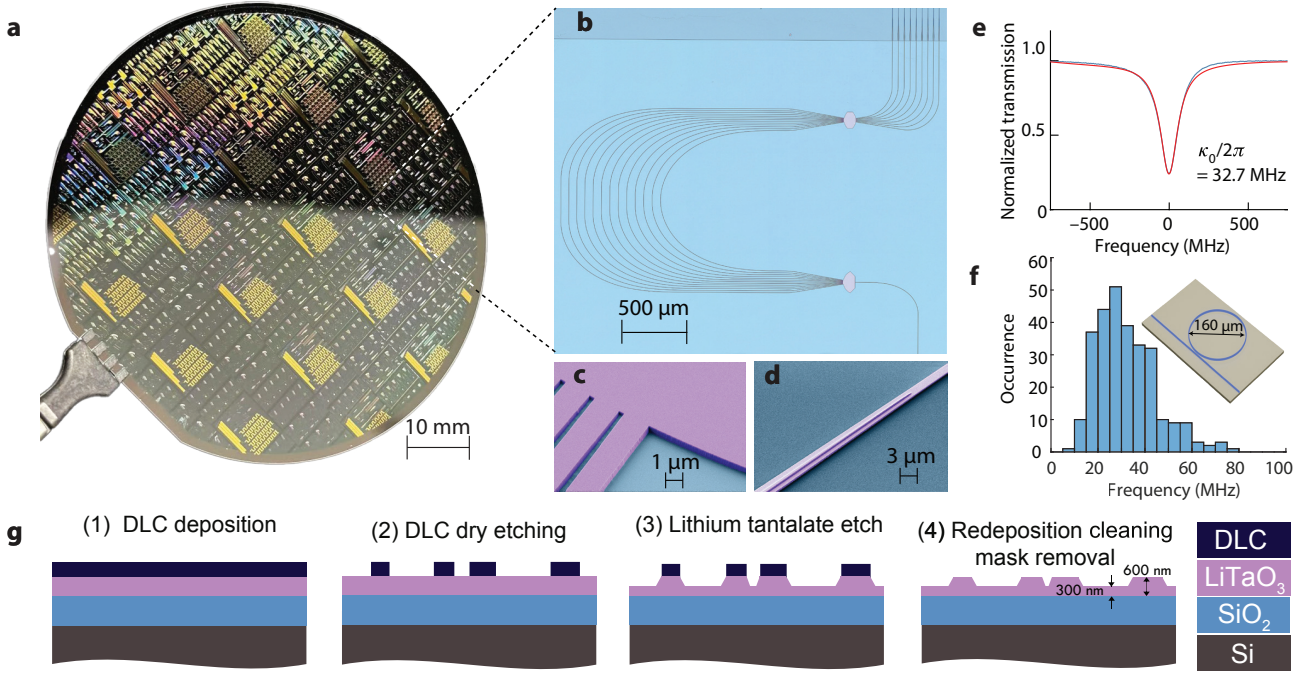 a
10 mm
b
500 μm
c
1 μm
d
3 μm
e
Normalized transmission
1.0
0.5
0
κ₀/2π
= 32.7 MHz
−500
0
500
Frequency (MHz)
f
Occurrence
60
50
40
30
20
10
0
160 μm
0
20
40
60
80
100
Frequency (MHz)
g
(1) DLC deposition
(2) DLC dry etching
(3) Lithium tantalate etch
(4) Redeposition cleaning
mask removal
600 nm
300 nm
DLC
LiTaO₃
SiO₂
Si